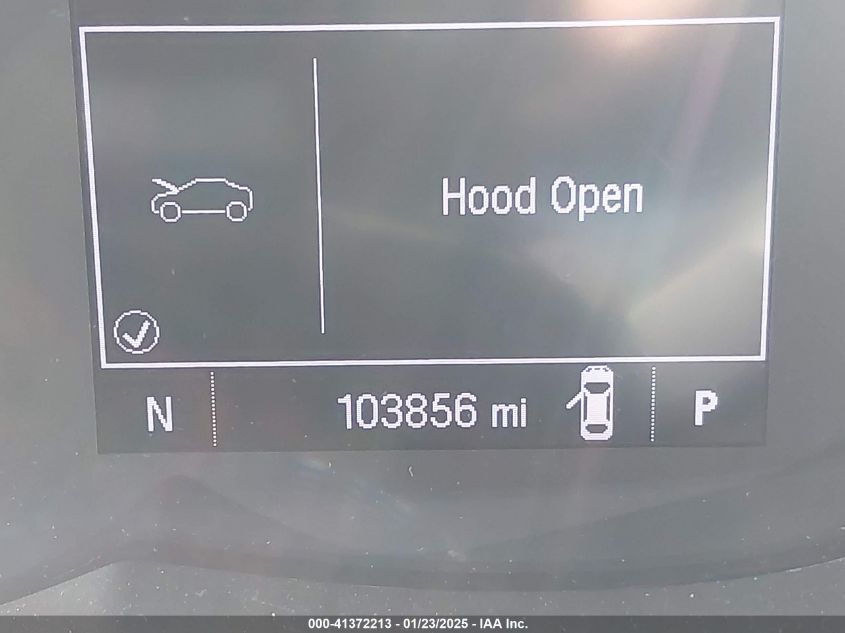 Hood Open
N 103856 mi P
000-41372213 - 01/23/2025 - IAA Inc.